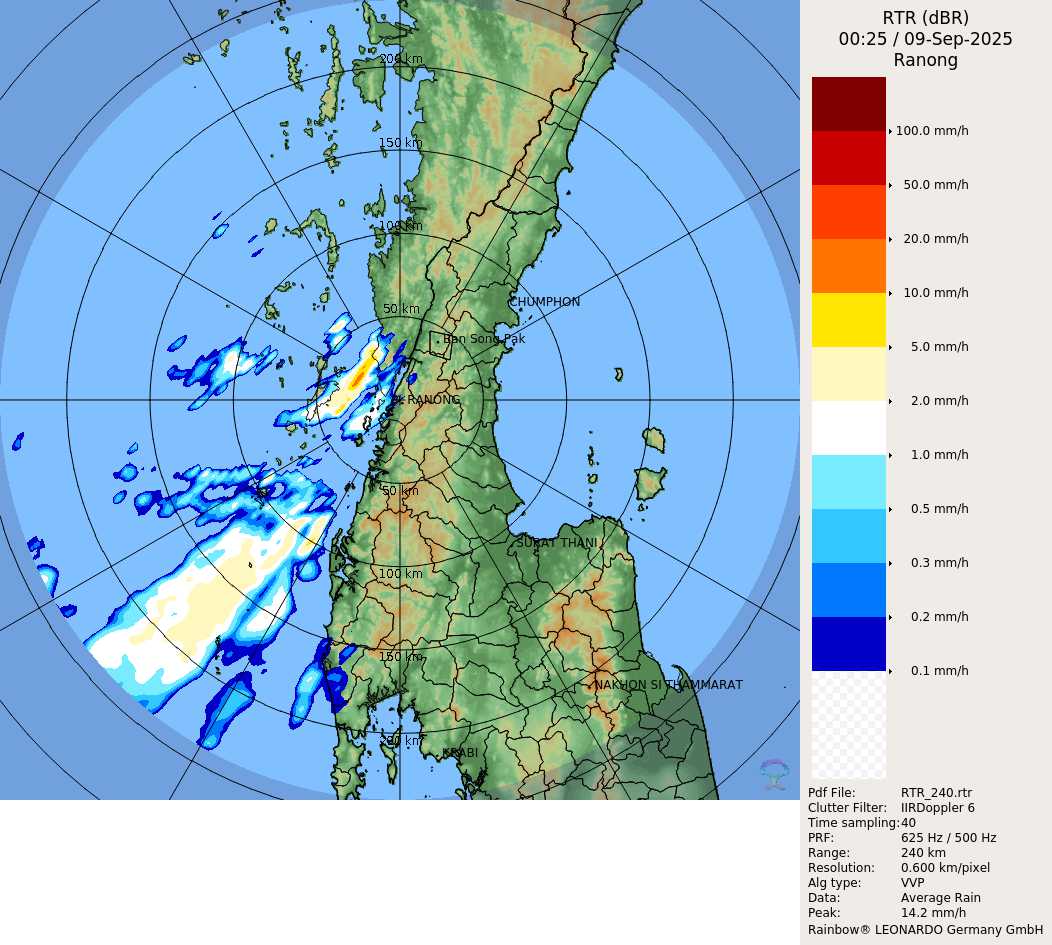 RTR (dBR)
00:25 / 09-Sep-2025
Ranong
200 km
150 km
100 km
50 km
CHUMPHON
Ban Song Pak
RANONG
50 km
SURAT THANI
100 km
150 km
NAKHON SI THAMMARAT
200 km
KRABI
100.0 mm/h
50.0 mm/h
20.0 mm/h
10.0 mm/h
5.0 mm/h
2.0 mm/h
1.0 mm/h
0.5 mm/h
0.3 mm/h
0.2 mm/h
0.1 mm/h
Pdf File: RTR_240.rtr
Clutter Filter: IIRDoppler 6
Time sampling:40
PRF: 625 Hz / 500 Hz
Range: 240 km
Resolution: 0.600 km/pixel
Alg type: VVP
Data: Average Rain
Peak: 14.2 mm/h
Rainbow® LEONARDO Germany GmbH